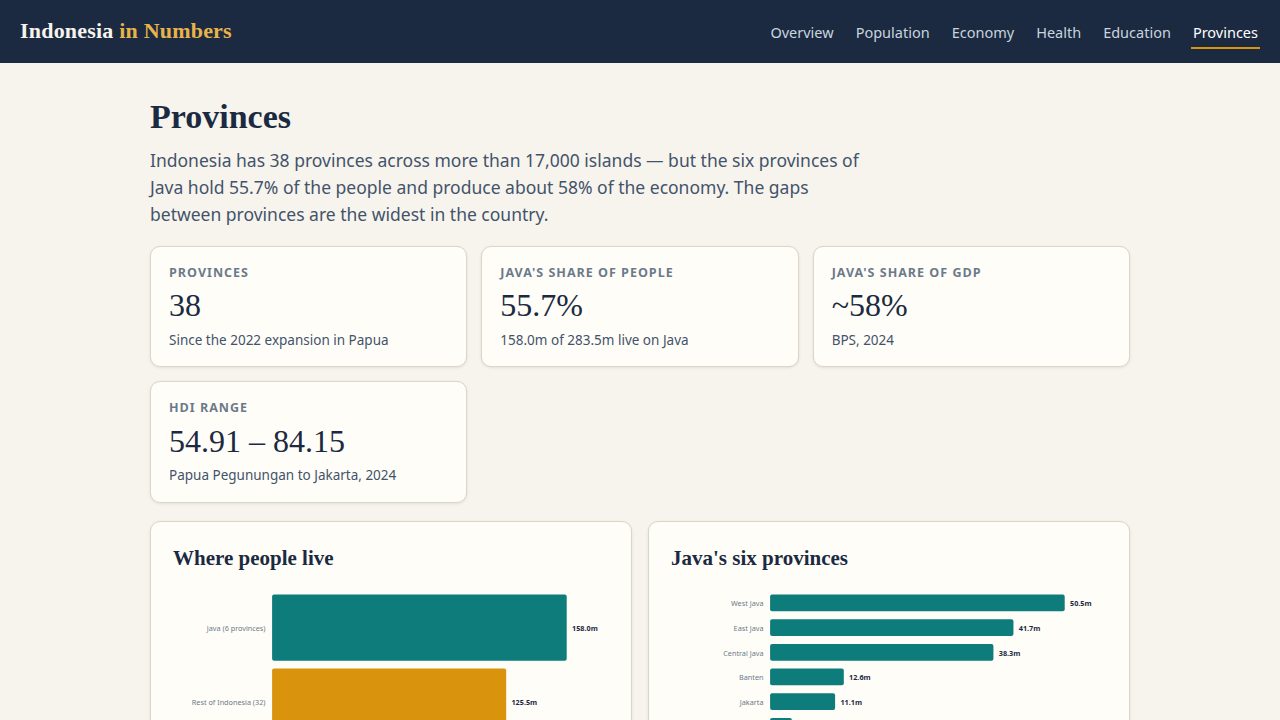 Indonesia in Numbers
Overview Population Economy Health Education Provinces
Provinces
Indonesia has 38 provinces across more than 17,000 islands — but the six provinces of
Java hold 55.7% of the people and produce about 58% of the economy. The gaps
between provinces are the widest in the country.
PROVINCES
38
Since the 2022 expansion in Papua
JAVA'S SHARE OF PEOPLE
55.7%
158.0m of 283.5m live on Java
JAVA'S SHARE OF GDP
~58%
BPS, 2024
HDI RANGE
54.91 – 84.15
Papua Pegunungan to Jakarta, 2024
Where people live
Java (6 provinces) 158.0m
Rest of Indonesia (32) 125.5m
Java's six provinces
West Java 50.5m
East Java 41.7m
Central Java 38.3m
Banten 12.6m
Jakarta 11.1m